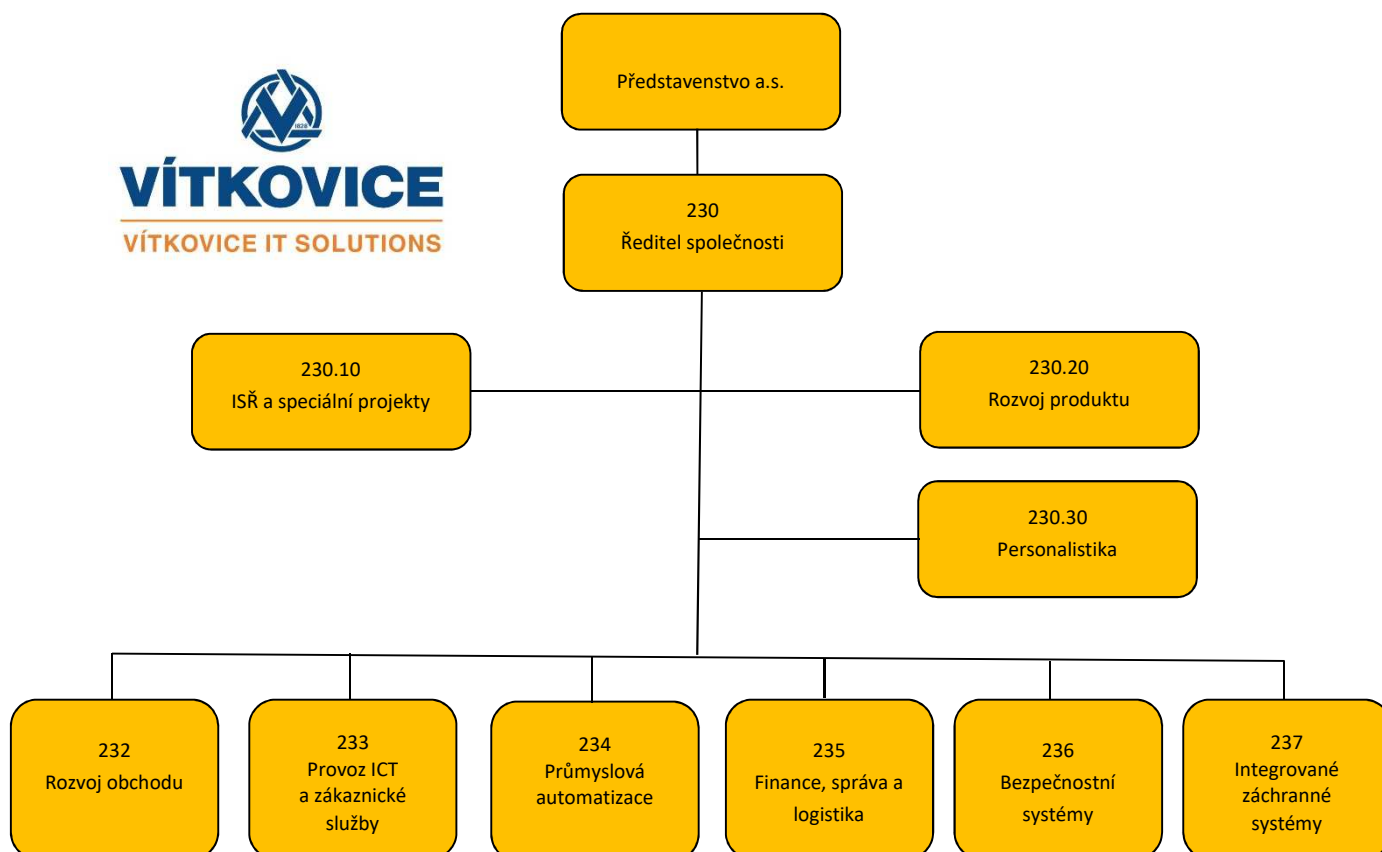 Představenstvo a.s.
1828
VÍTKOVICE
VÍTKOVICE IT SOLUTIONS
230
Ředitel společnosti
230.10
ISŘ a speciální projekty
230.20
Rozvoj produktu
230.30
Personalistika
232
Rozvoj obchodu
233
Provoz ICT
a zákaznické
služby
234
Průmyslová
automatizace
235
Finance, správa a
logistika
236
Bezpečnostní
systémy
237
Integrované
záchranné
systémy